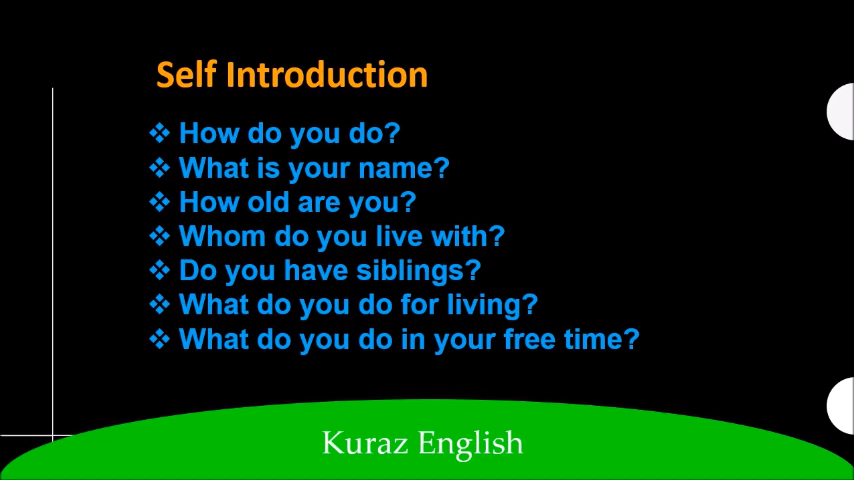 Self Introduction
❖ How do you do?
❖ What is your name?
❖ How old are you?
❖ Whom do you live with?
❖ Do you have siblings?
❖ What do you do for living?
❖ What do you do in your free time?
Kuraz English